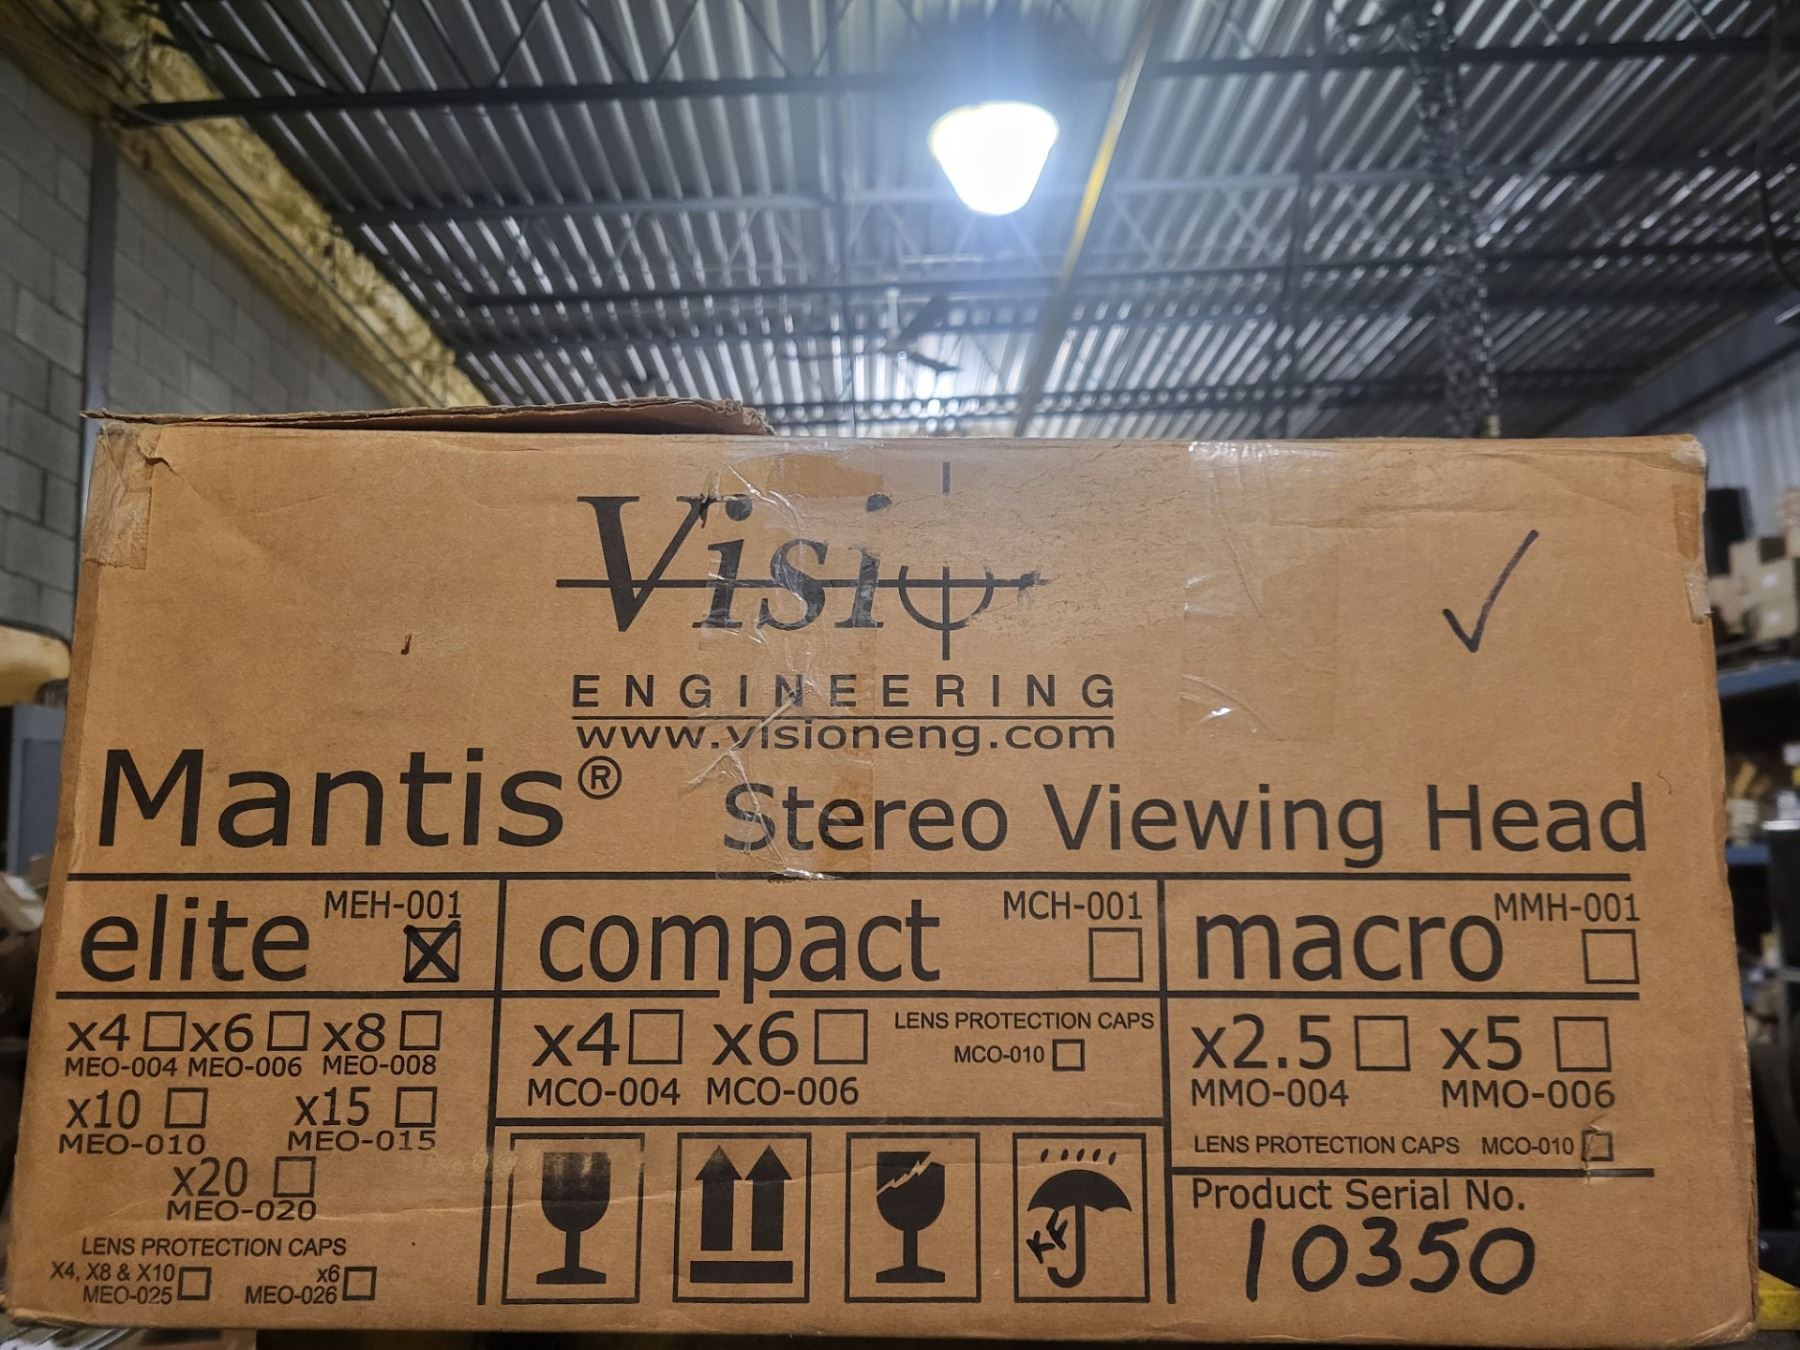 Visio
ENGINEERING
www.visioneng.com
Mantis® Stereo Viewing Head
elite MEH-001
x4 x6 x8
MEO-004 MEO-006 MEO-008
x10 x15
MEO-010 MEO-015
x20
MEO-020
LENS PROTECTION CAPS
X4, X8 & X10 x6
MEO-025 MEO-026
compact MCH-001
x4 x6 LENS PROTECTION CAPS
MCO-010
MCO-004 MCO-006
macro MMH-001
x2.5 x5
MMO-004 MMO-006
LENS PROTECTION CAPS MCO-010
KF
Product Serial No.
10350